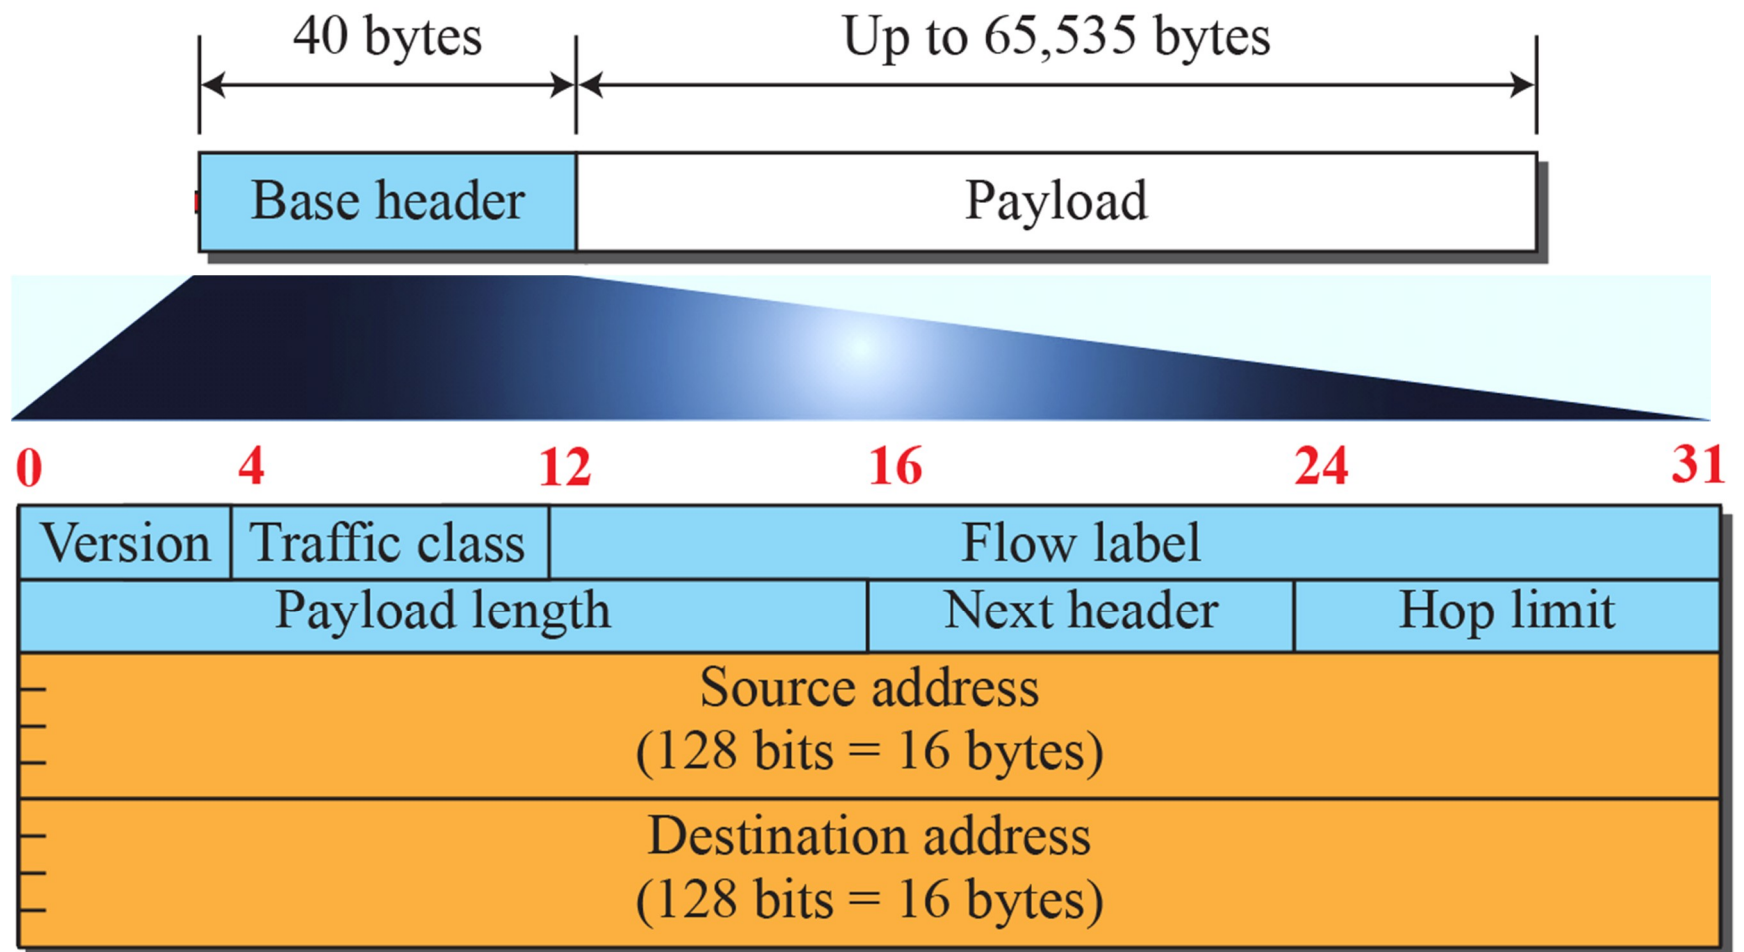 40 bytes Up to 65,535 bytes
Base header Payload
0 4 12 16 24 31
Version Traffic class Flow label
Payload length Next header Hop limit
Source address
(128 bits = 16 bytes)
Destination address
(128 bits = 16 bytes)